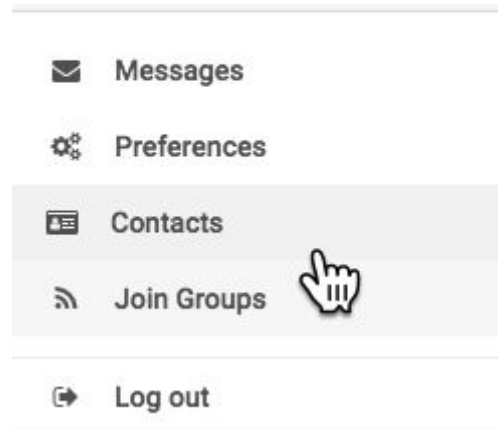 Messages
Preferences
Contacts
Join Groups
Log out